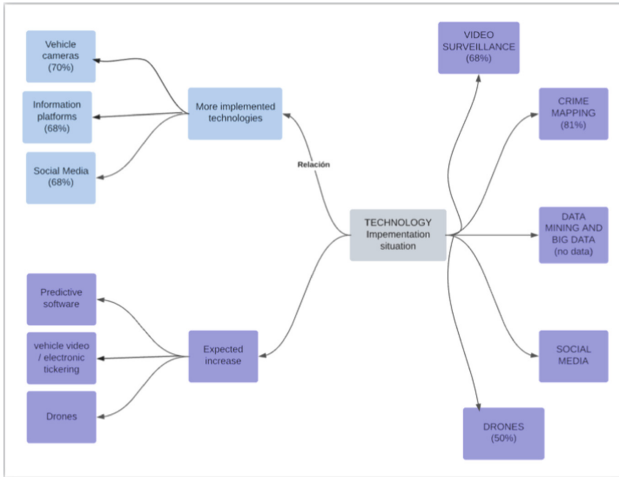 Vehicle
cameras
(70%)
Information
platforms
(68%)
Social Media
(68%)
More implemented
technologies
Relación
TECHNOLOGY
Impementation
situation
VIDEO
SURVEILLANCE
(68%)
CRIME
MAPPING
(81%)
DATA
MINING AND
BIG DATA
(no data)
SOCIAL
MEDIA
DRONES
(50%)
Expected
increase
Predictive
software
vehicle video
/ electronic
tickering
Drones